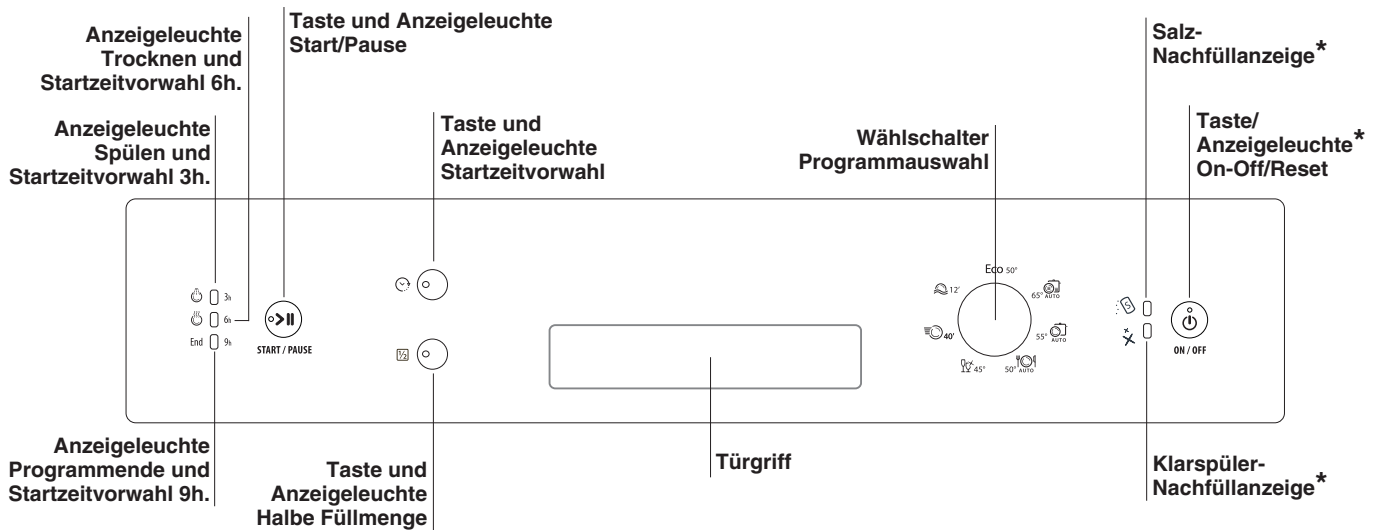 Taste und Anzeigeleuchte
Start/Pause
Anzeigeleuchte
Trocknen und
Startzeitvorwahl 6h.
Salz-
Nachfüllanzeige*
Anzeigeleuchte
Spülen und
Startzeitvorwahl 3h.
Taste und
Anzeigeleuchte
Startzeitvorwahl
Wählschalter
Programmauswahl
Taste/
Anzeigeleuchte*
On-Off/Reset
3h
6h
End 9h
START / PAUSE
1/2
Eco 50°
12'
65° AUTO
40'
55° AUTO
45°
50° AUTO
S
ON / OFF
Anzeigeleuchte
Programmende und
Startzeitvorwahl 9h.
Taste und
Anzeigeleuchte
Halbe Füllmenge
Türgriff
Klarspüler-
Nachfüllanzeige*